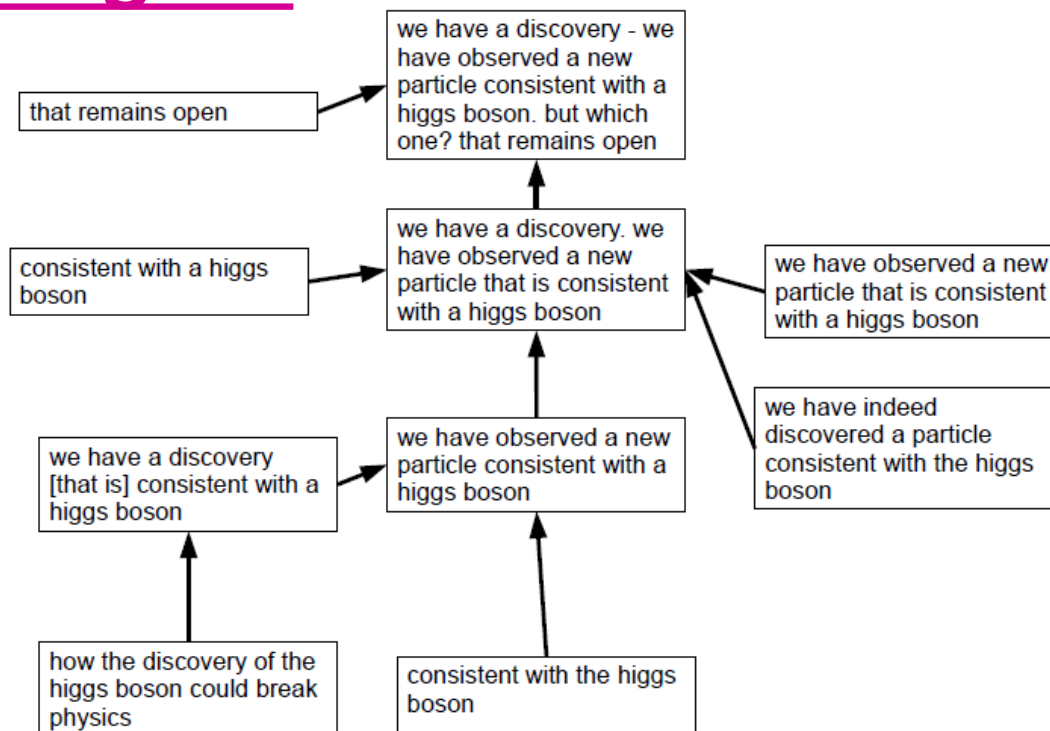 we have a discovery - we
have observed a new
particle consistent with a
higgs boson. but which
one? that remains open
that remains open
we have a discovery. we
have observed a new
particle that is consistent
with a higgs boson
consistent with a higgs
boson
we have observed a new
particle that is consistent
with a higgs boson
we have indeed
discovered a particle
consistent with the higgs
boson
we have a discovery
[that is] consistent with a
higgs boson
we have observed a new
particle consistent with a
higgs boson
how the discovery of the
higgs boson could break
physics
consistent with the higgs
boson